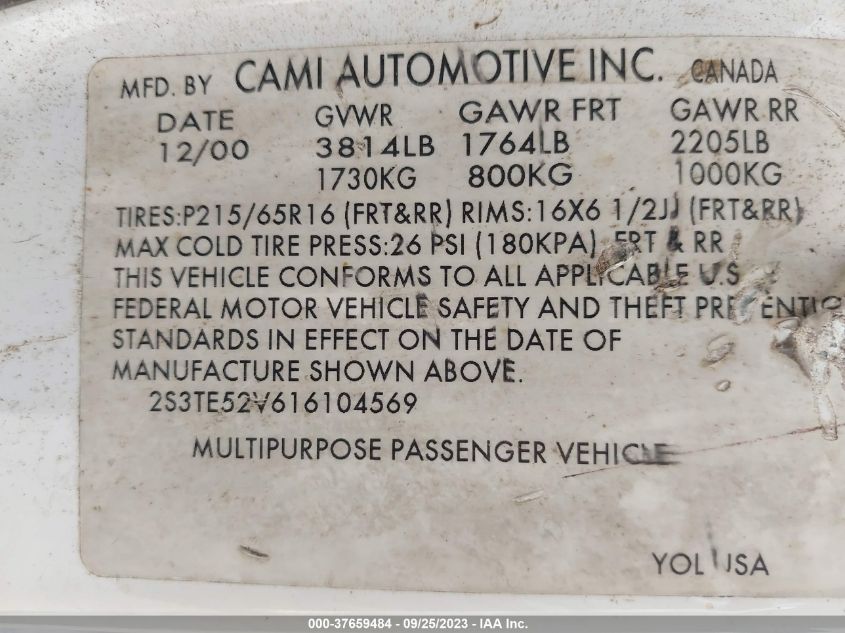 MFD. BY CAMI AUTOMOTIVE INC. CANADA
DATE GVWR GAWR FRT GAWR RR
12/00 3814LB 1764LB 2205LB
1730KG 800KG 1000KG
TIRES:P215/65R16 (FRT&RR) RIMS:16X6 1/2JJ (FRT&RR)
MAX COLD TIRE PRESS:26 PSI (180KPA) FRT & RR
THIS VEHICLE CONFORMS TO ALL APPLICABLE U.S
FEDERAL MOTOR VEHICLE SAFETY AND THEFT PREVENTIO
STANDARDS IN EFFECT ON THE DATE OF
MANUFACTURE SHOWN ABOVE.
2S3TE52V616104569
MULTIPURPOSE PASSENGER VEHICLE
YOL USA
000-37659484 - 09/25/2023 - IAA Inc.